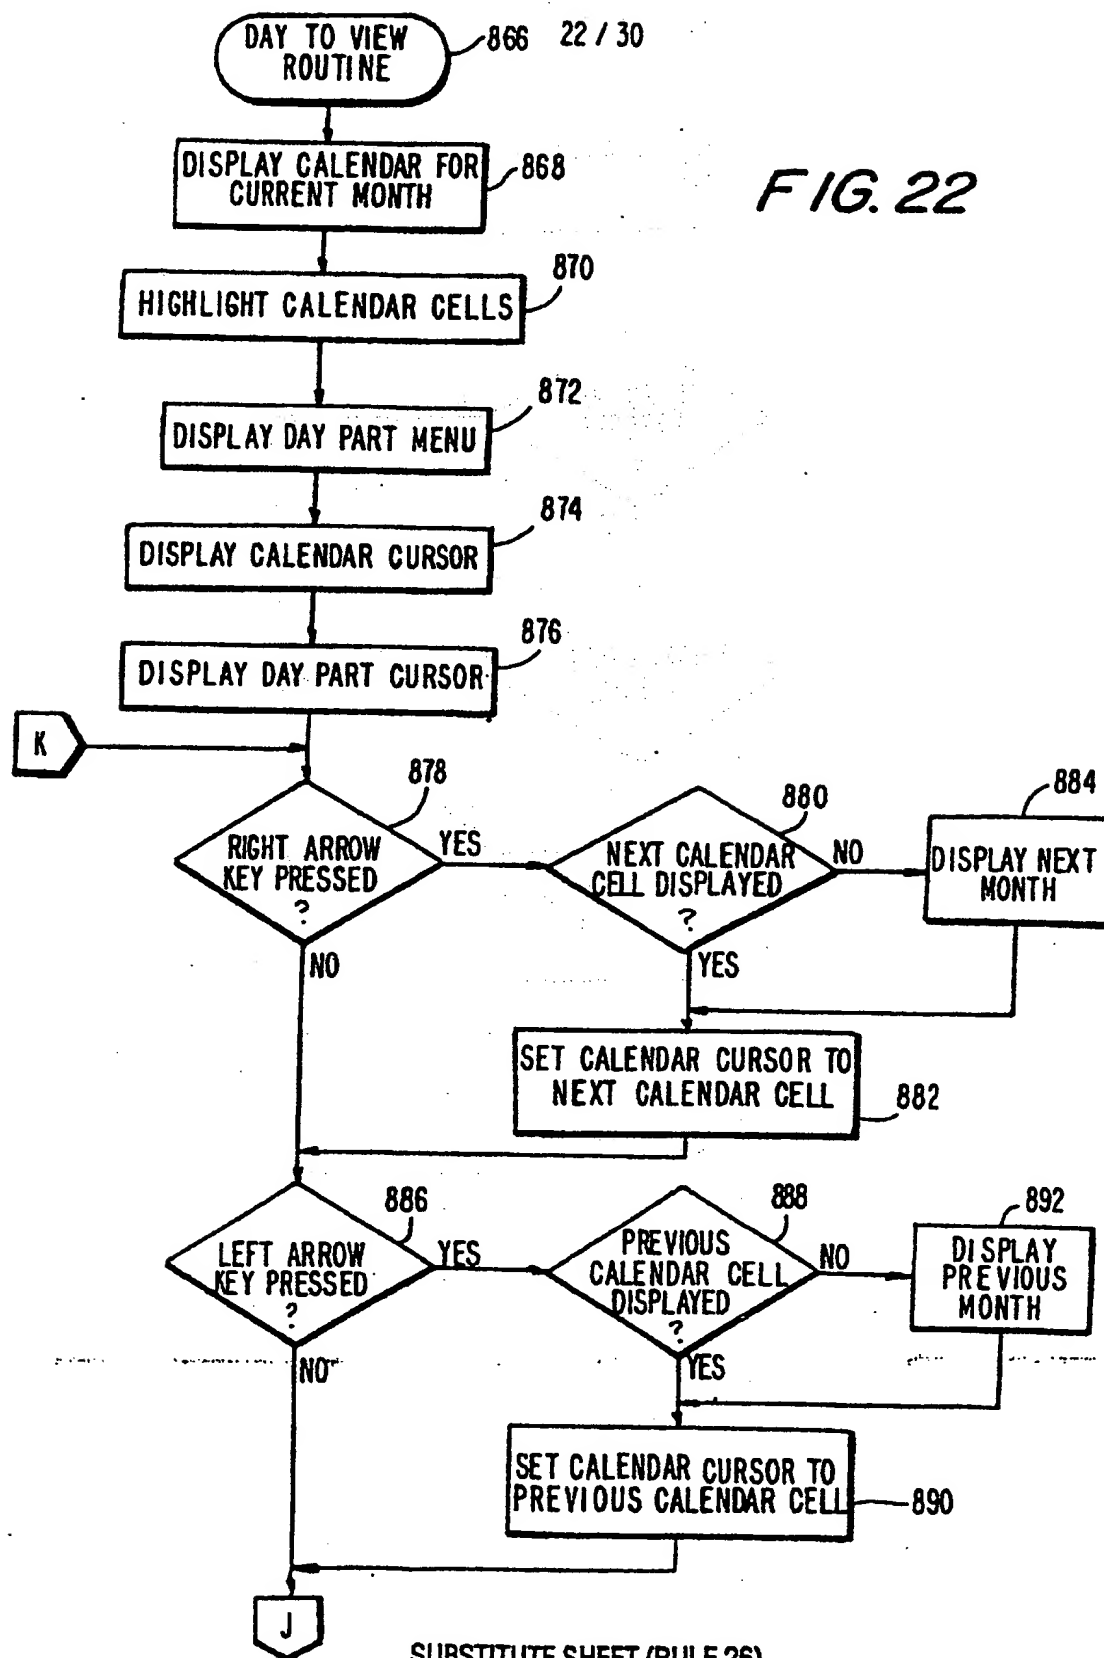 DAY TO VIEW
ROUTINE
866
22 / 30
DISPLAY CALENDAR FOR
CURRENT MONTH
868
FIG. 22
870
HIGHLIGHT CALENDAR CELLS
872
DISPLAY DAY PART MENU
874
DISPLAY CALENDAR CURSOR
876
DISPLAY DAY PART CURSOR
K
878
RIGHT ARROW
KEY PRESSED
?
YES
NO
880
NEXT CALENDAR
CELL DISPLAYED
?
NO
YES
884
DISPLAY NEXT
MONTH
SET CALENDAR CURSOR TO
NEXT CALENDAR CELL
882
886
LEFT ARROW
KEY PRESSED
?
YES
NO
888
PREVIOUS
CALENDAR CELL
DISPLAYED
?
NO
YES
892
DISPLAY
PREVIOUS
MONTH
SET CALENDAR CURSOR TO
PREVIOUS CALENDAR CELL
890
J
SUBSTITUTE SHEET (RULE 26)